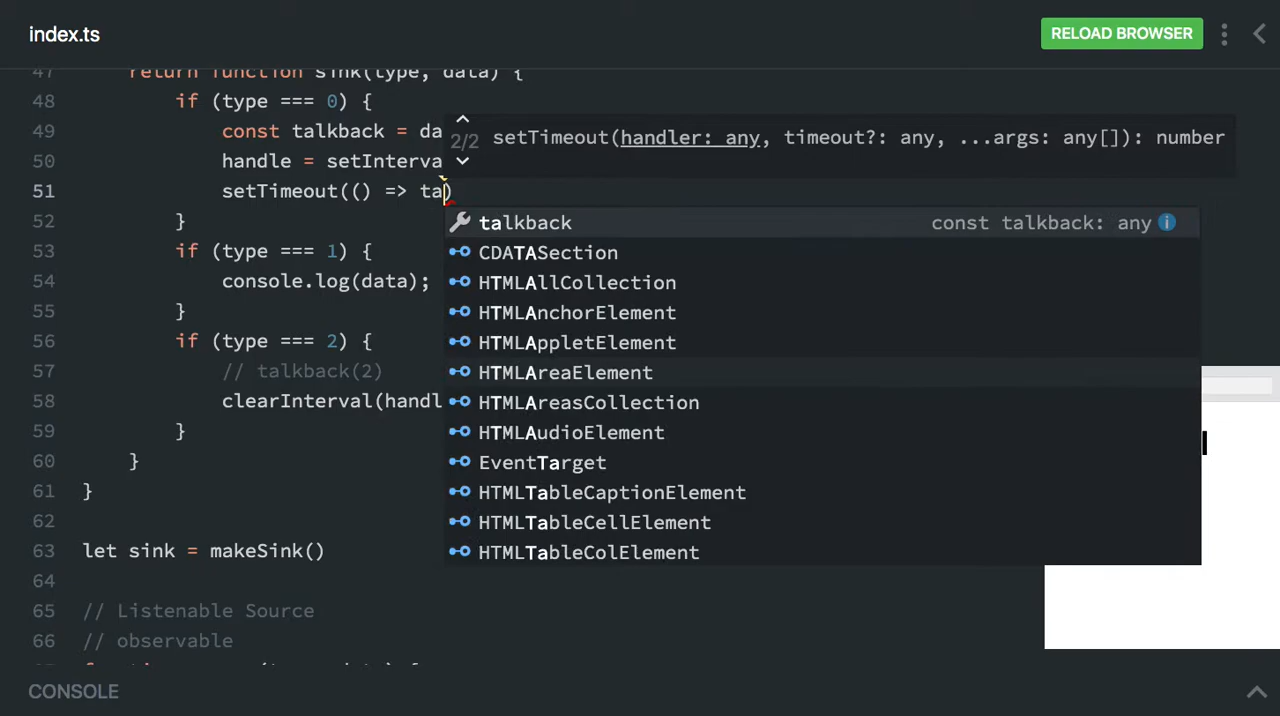 index.ts
RELOAD BROWSER
47 return function sink(type, data) {
48 if (type === 0) {
49 const talkback = da
50 handle = setInterva
51 setTimeout(() => ta)
52 }
53 if (type === 1) {
54 console.log(data);
55 }
56 if (type === 2) {
57 // talkback(2)
58 clearInterval(handl
59 }
60 }
61 }
62
63 let sink = makeSink()
64
65 // Listenable Source
66 // observable
2/2 setTimeout(handler: any, timeout?: any, ...args: any[]): number
talkback const talkback: any
CDATASection
HTMLAllCollection
HTMLAnchorElement
HTMLAppletElement
HTMLAreaElement
HTMLAreasCollection
HTMLAudioElement
EventTarget
HTMLTableCaptionElement
HTMLTableCellElement
HTMLTableColElement
CONSOLE